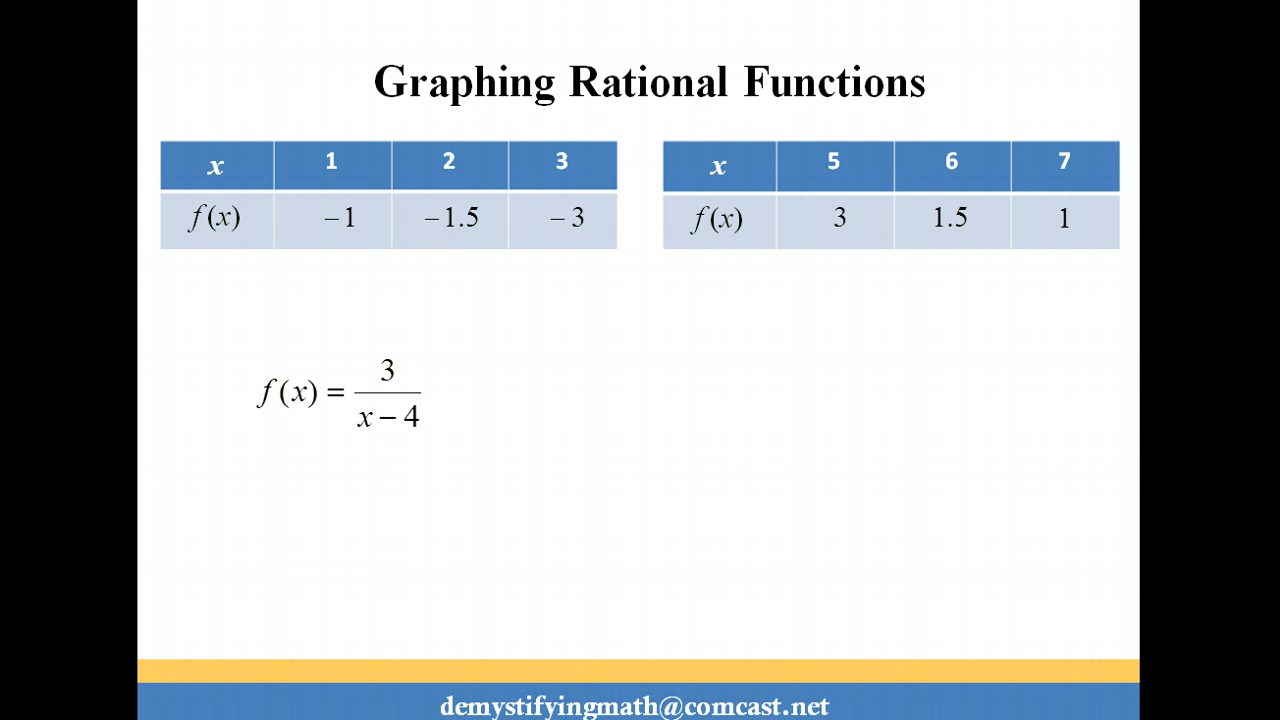 Graphing Rational Functions
x 1 2 3
f(x) –1 –1.5 –3
x 5 6 7
f(x) 3 1.5 1
f(x) = 3/(x – 4)
demystifyingmath@comcast.net